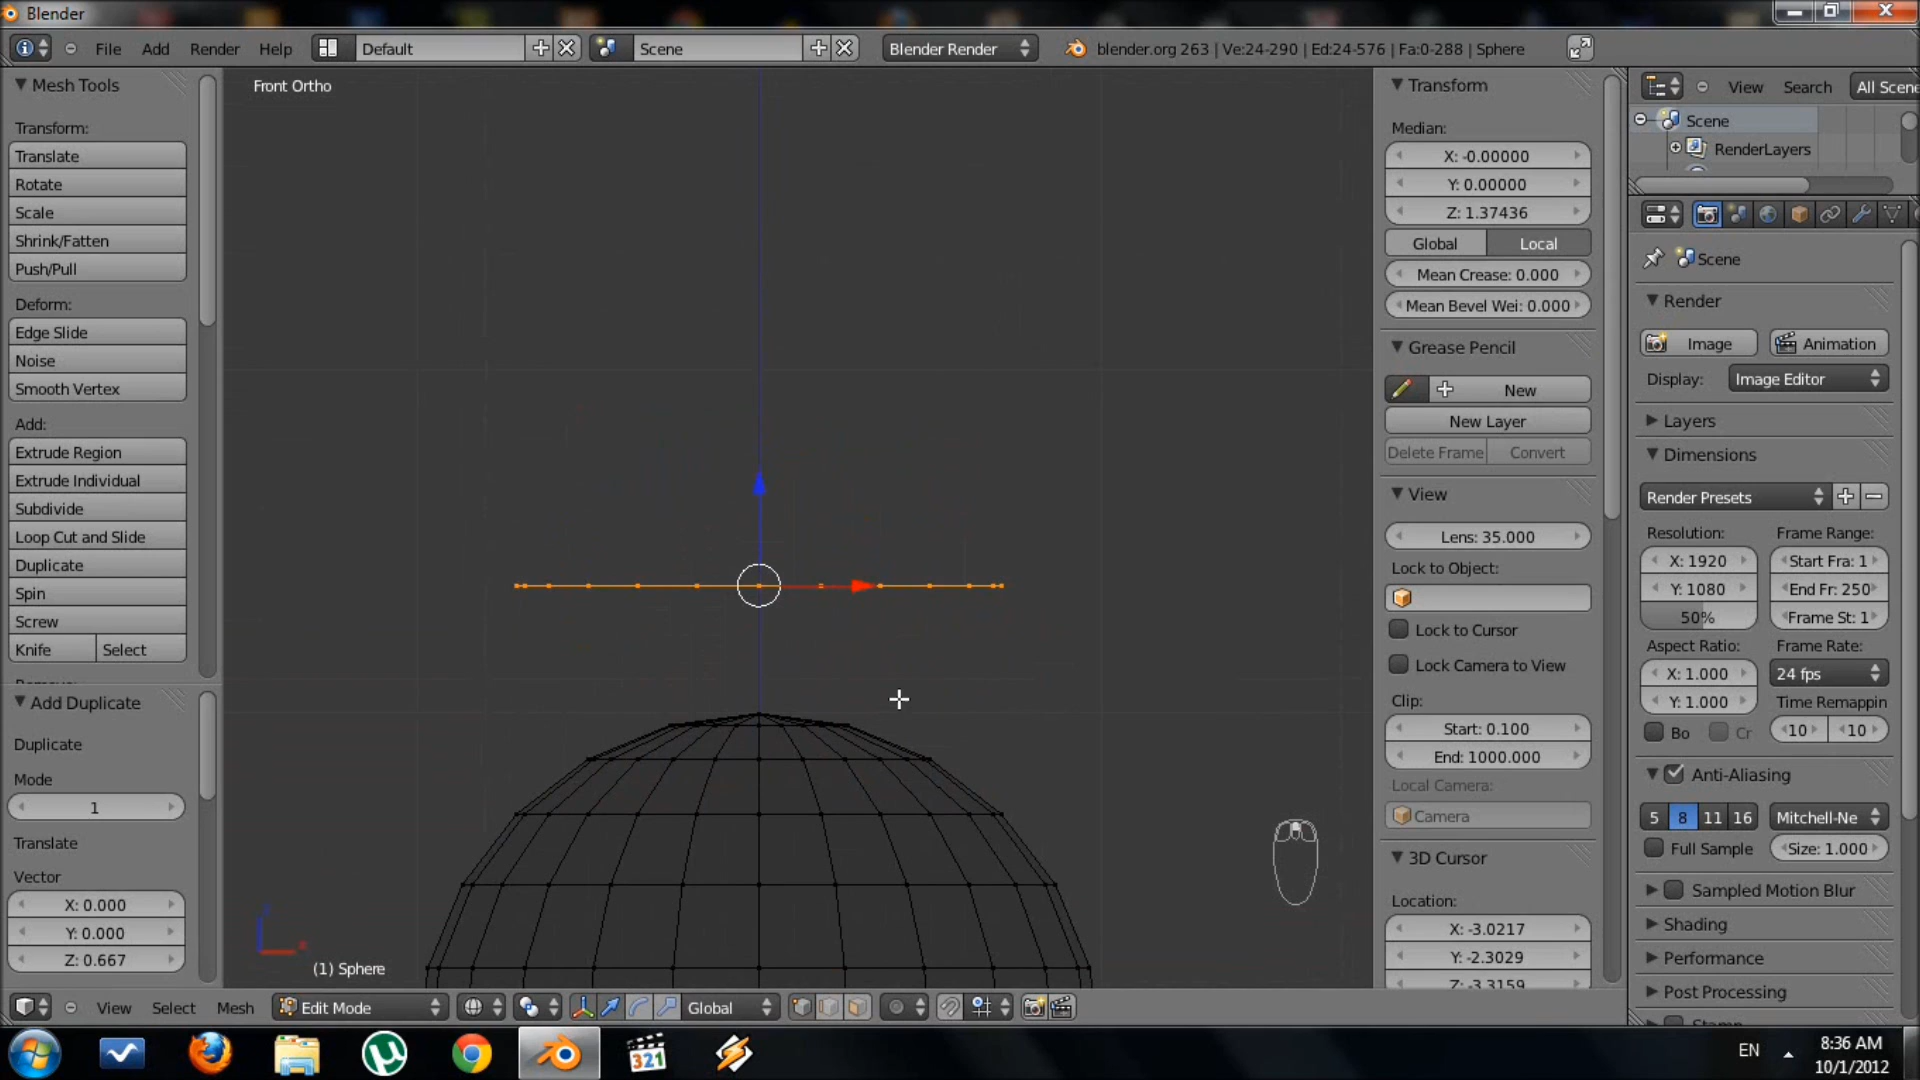 Blender
File Add Render Help Default Scene Blender Render blender.org 263 | Ve:24-290 | Ed:24-576 | Fa:0-288 | Sphere
Mesh Tools
Transform:
Translate
Rotate
Scale
Shrink/Fatten
Push/Pull
Deform:
Edge Slide
Noise
Smooth Vertex
Add:
Extrude Region
Extrude Individual
Subdivide
Loop Cut and Slide
Duplicate
Spin
Screw
Knife Select
Add Duplicate
Duplicate
Mode
1
Translate
Vector
X: 0.000
Y: 0.000
Z: 0.667
Front Ortho
(1) Sphere
Transform
Median:
X: -0.00000
Y: 0.00000
Z: 1.37436
Global Local
Mean Crease: 0.000
Mean Bevel Wei: 0.000
Grease Pencil
New
New Layer
Delete Frame Convert
View
Lens: 35.000
Lock to Object:
Lock to Cursor
Lock Camera to View
Clip:
Start: 0.100
End: 1000.000
Local Camera:
Camera
3D Cursor
Location:
X: -3.0217
Y: -2.3029
Z: -3.3159
View Search All Scene
Scene
RenderLayers
Scene
Render
Image Animation
Display: Image Editor
Layers
Dimensions
Render Presets
Resolution: Frame Range:
X: 1920 Start Fra: 1
Y: 1080 End Fr: 250
50% Frame St: 1
Aspect Ratio: Frame Rate:
X: 1.000 24 fps
Y: 1.000 Time Remappin
Bo Cr 10 10
Anti-Aliasing
5 8 11 16 Mitchell-Ne
Full Sample Size: 1.000
Sampled Motion Blur
Shading
Performance
Post Processing
View Select Mesh Edit Mode Global
321
EN 8:36 AM
10/1/2012